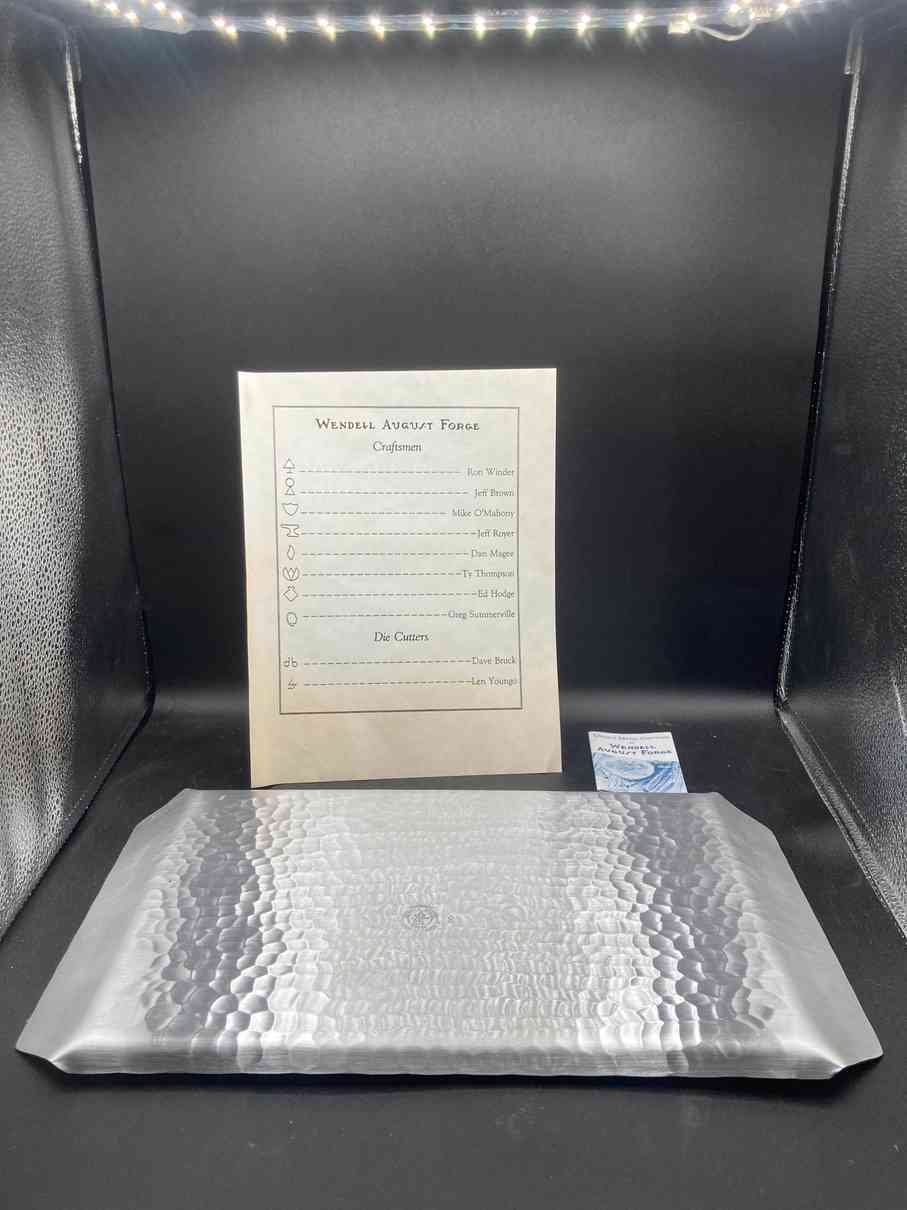 WENDELL AUGUST FORGE
Craftsmen
Ron Winder
Jeff Brown
Mike O'Mahony
Jeff Royer
Dan Magee
Ty Thompson
Ed Hodge
Greg Summerville
Die Cutters
db Dave Bruck
Len Youngo
WENDELL
AUGUST FORGE